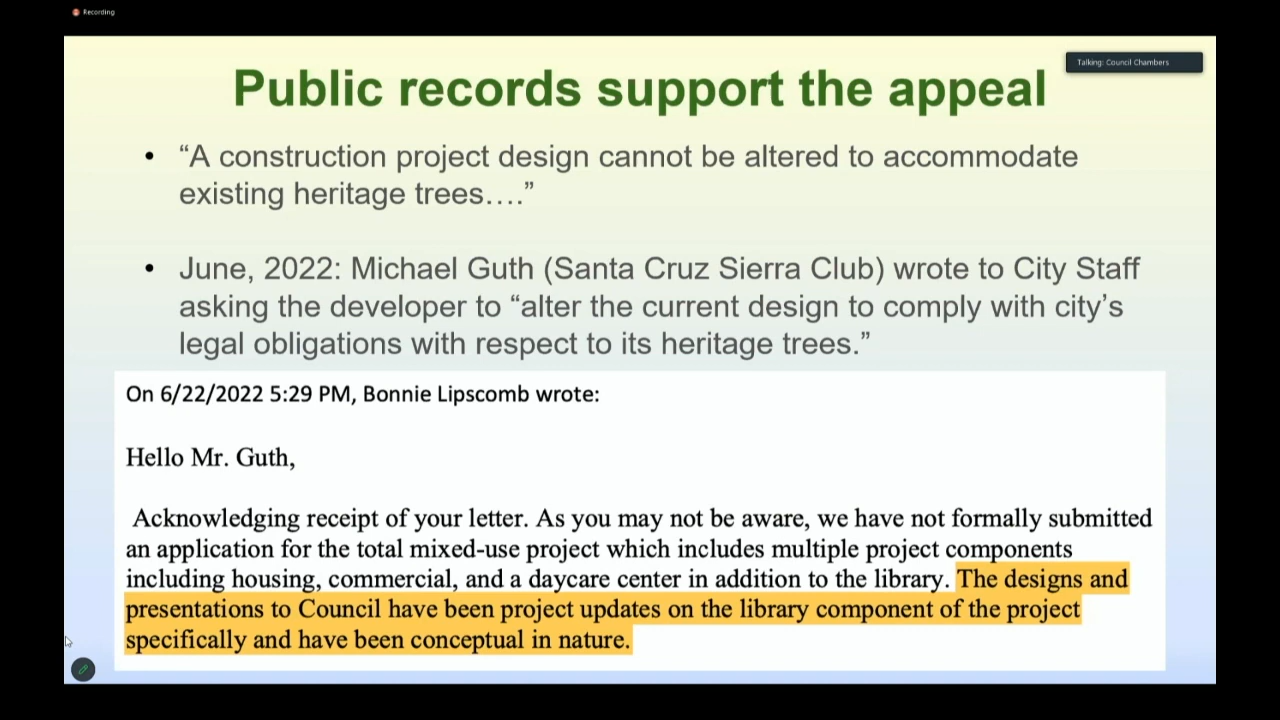 Recording
Talking: Council Chambers
Public records support the appeal
• “A construction project design cannot be altered to accommodate
existing heritage trees….”
• June, 2022: Michael Guth (Santa Cruz Sierra Club) wrote to City Staff
asking the developer to “alter the current design to comply with city’s
legal obligations with respect to its heritage trees.”
On 6/22/2022 5:29 PM, Bonnie Lipscomb wrote:
Hello Mr. Guth,
Acknowledging receipt of your letter. As you may not be aware, we have not formally submitted
an application for the total mixed-use project which includes multiple project components
including housing, commercial, and a daycare center in addition to the library. The designs and
presentations to Council have been project updates on the library component of the project
specifically and have been conceptual in nature.